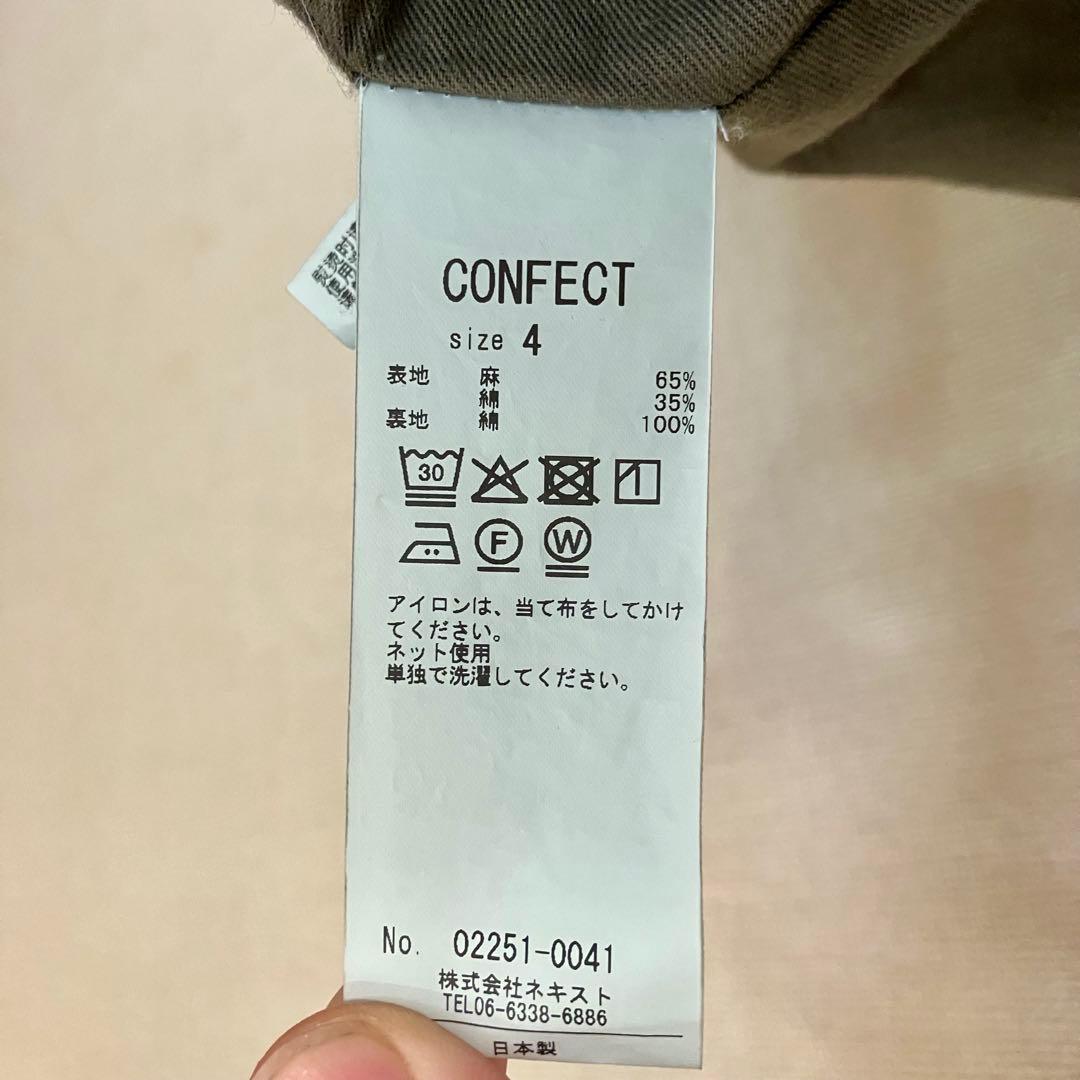 CONFECT
size 4
表地 麻 65%
綿 35%
裏地 綿 100%
30
F W
アイロンは、当て布をしてかけ
てください。
ネット使用
単独で洗濯してください。
No. 02251-0041
株式会社ネキスト
TEL06-6338-6886
日本製